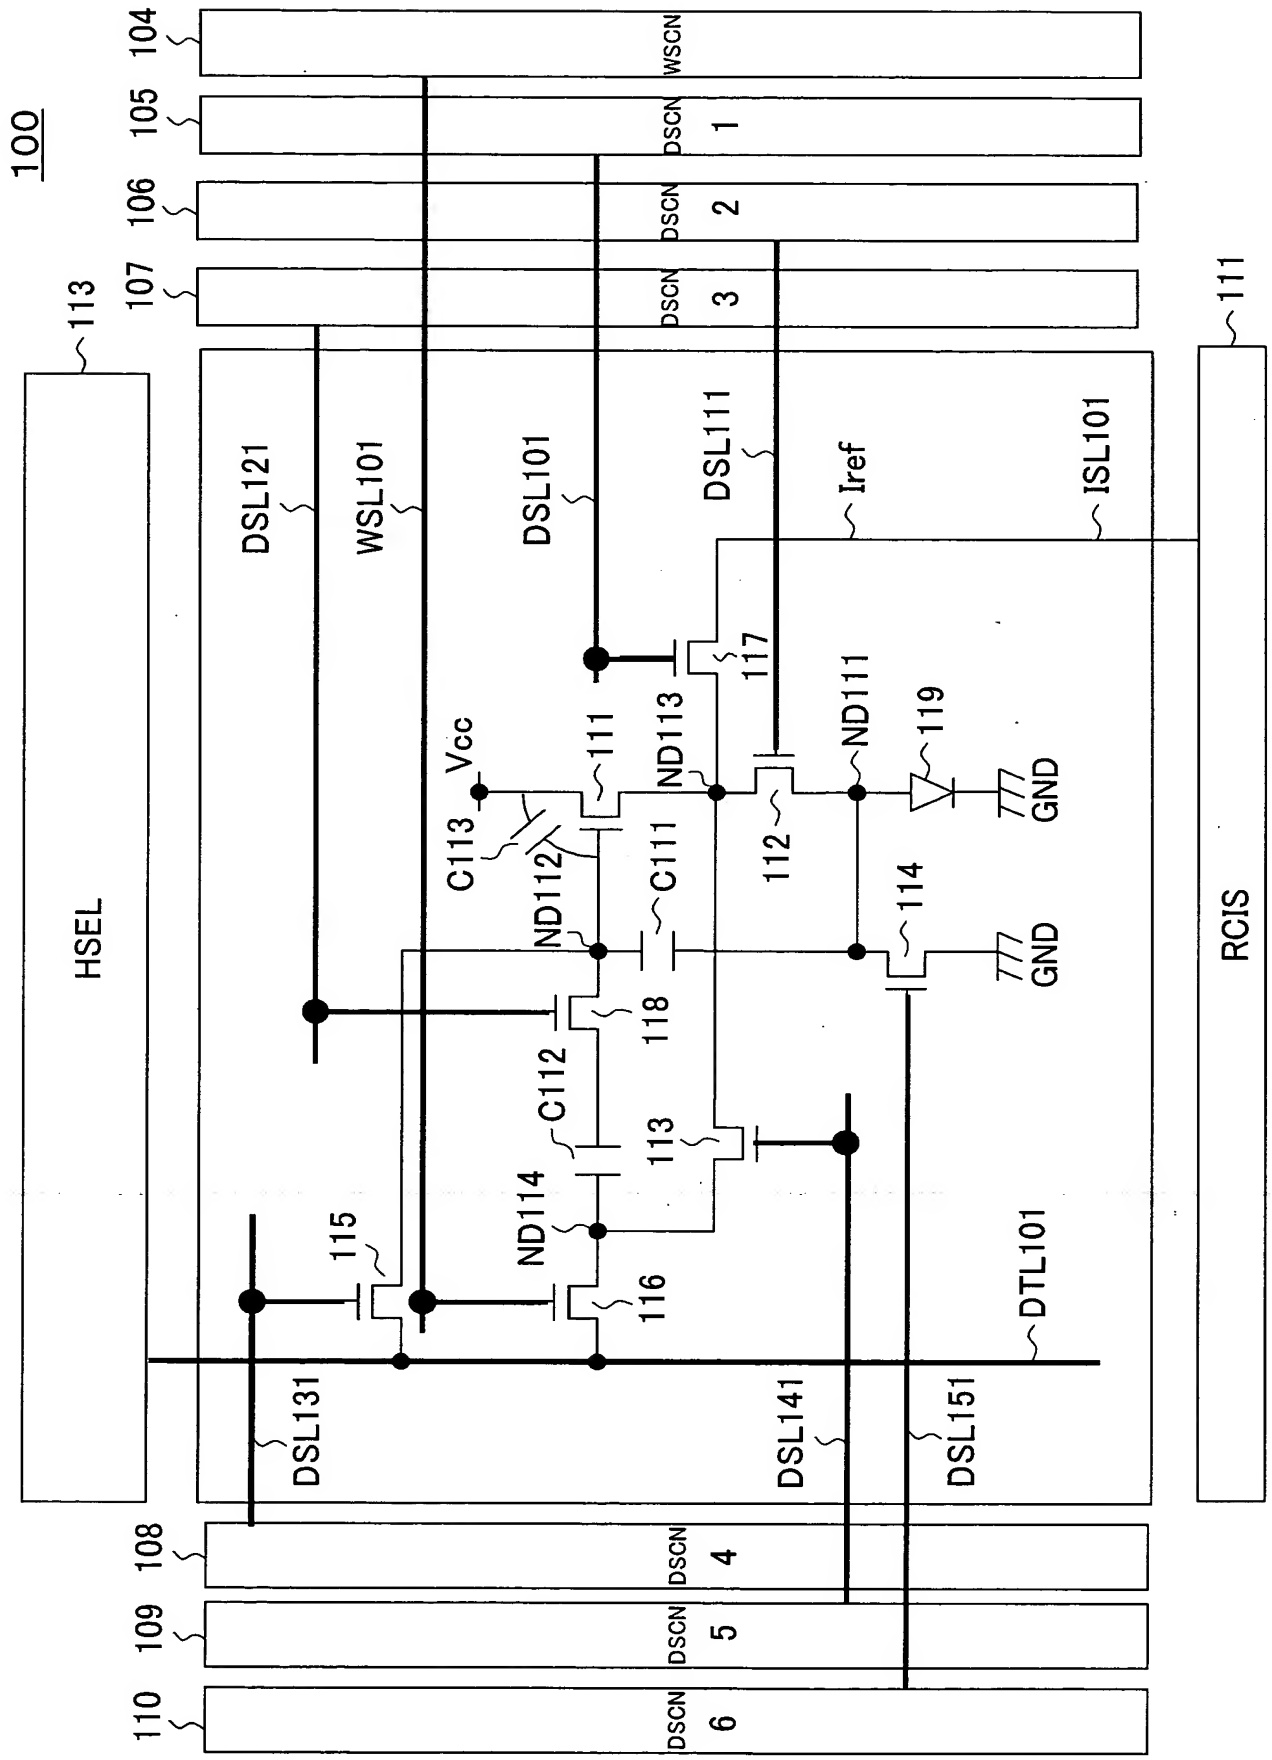 100
HSEL
113
110
109
108
107
106
105
104
DSCN
6
DSCN
5
DSCN
4
DSCN
3
DSCN
2
DSCN
1
WSCN
DSL131
DSL121
115
WSL101
Vcc
C113
ND114
C112
ND112
111
DSL101
116
118
C111
ND113
113
117
DSL111
DSL141
112
ND111
Iref
114
119
DSL151
GND
GND
DTL101
ISL101
RCIS
111